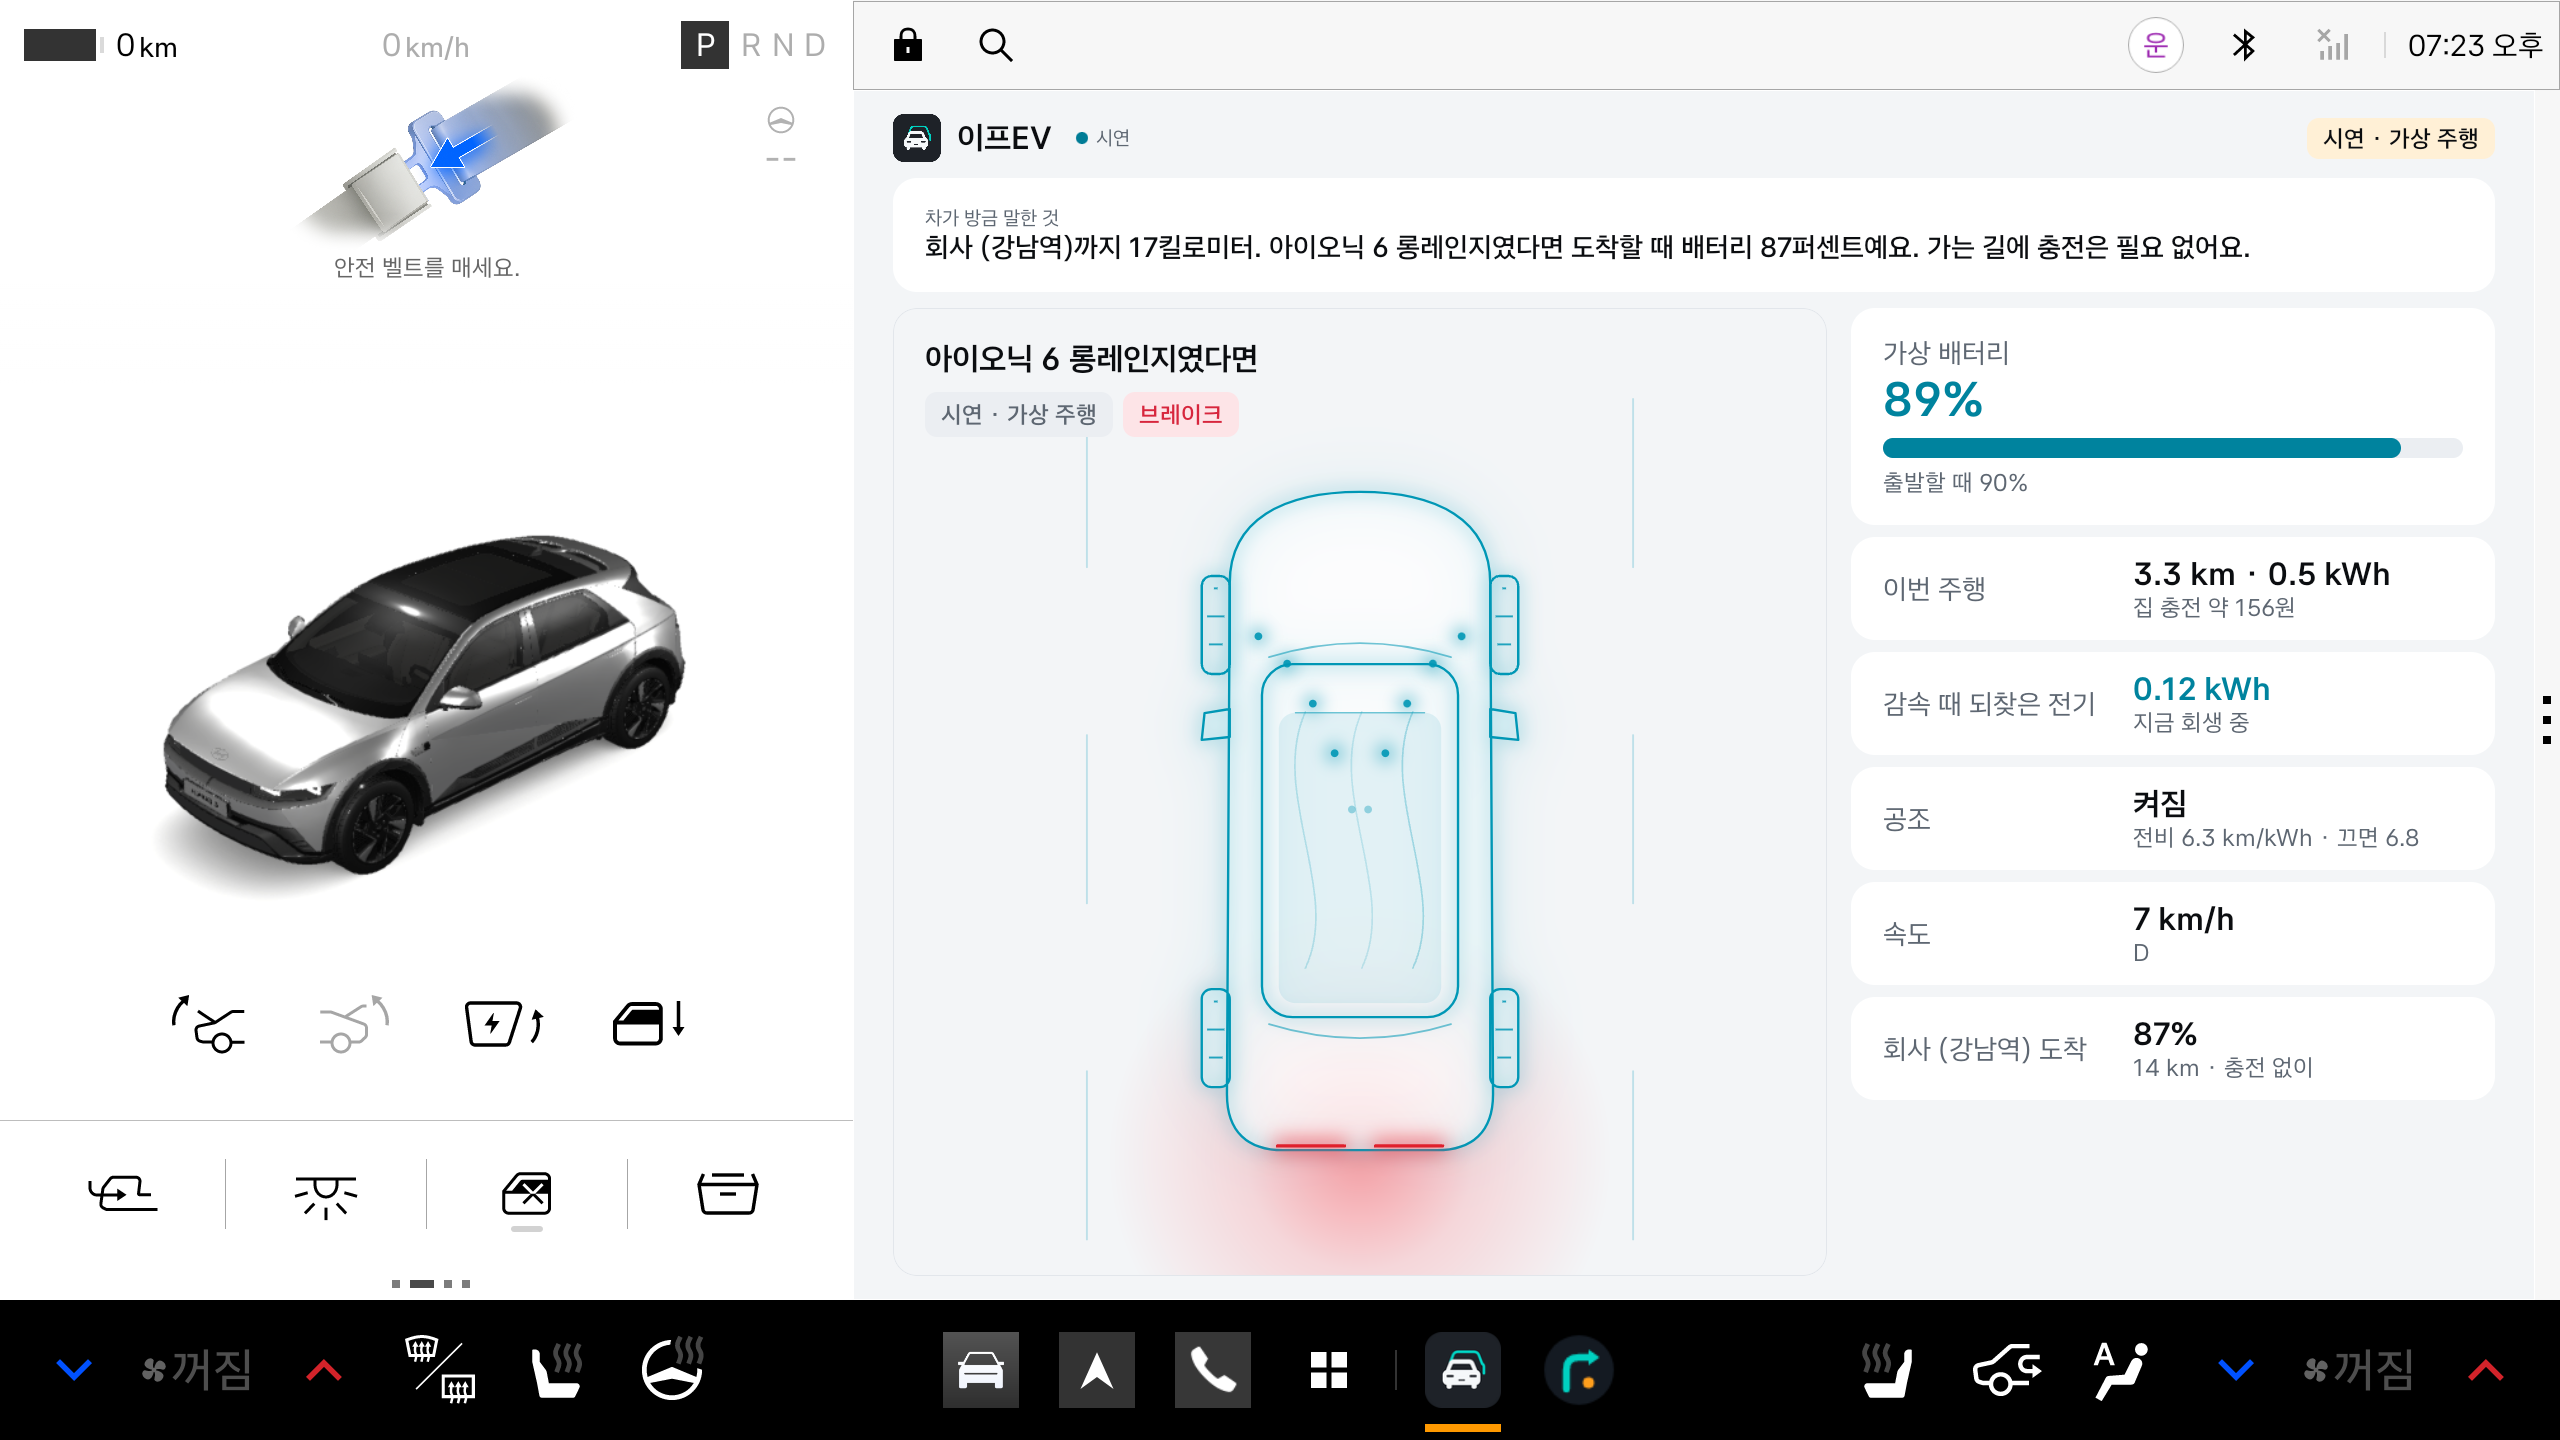 0 km
0 km/h
P R N D
안전 벨트를 매세요.
운
07:23 오후
이프EV
시연
시연 · 가상 주행
차가 방금 말한 것
회사 (강남역)까지 17킬로미터. 아이오닉 6 롱레인지였다면 도착할 때 배터리 87퍼센트예요. 가는 길에 충전은 필요 없어요.
아이오닉 6 롱레인지였다면
시연 · 가상 주행
브레이크
가상 배터리
89%
출발할 때 90%
이번 주행
3.3 km · 0.5 kWh
집 충전 약 156원
감속 때 되찾은 전기
0.12 kWh
지금 회생 중
공조
켜짐
전비 6.3 km/kWh · 끄면 6.8
속도
7 km/h
D
회사 (강남역) 도착
87%
14 km · 충전 없이
꺼짐
A
꺼짐